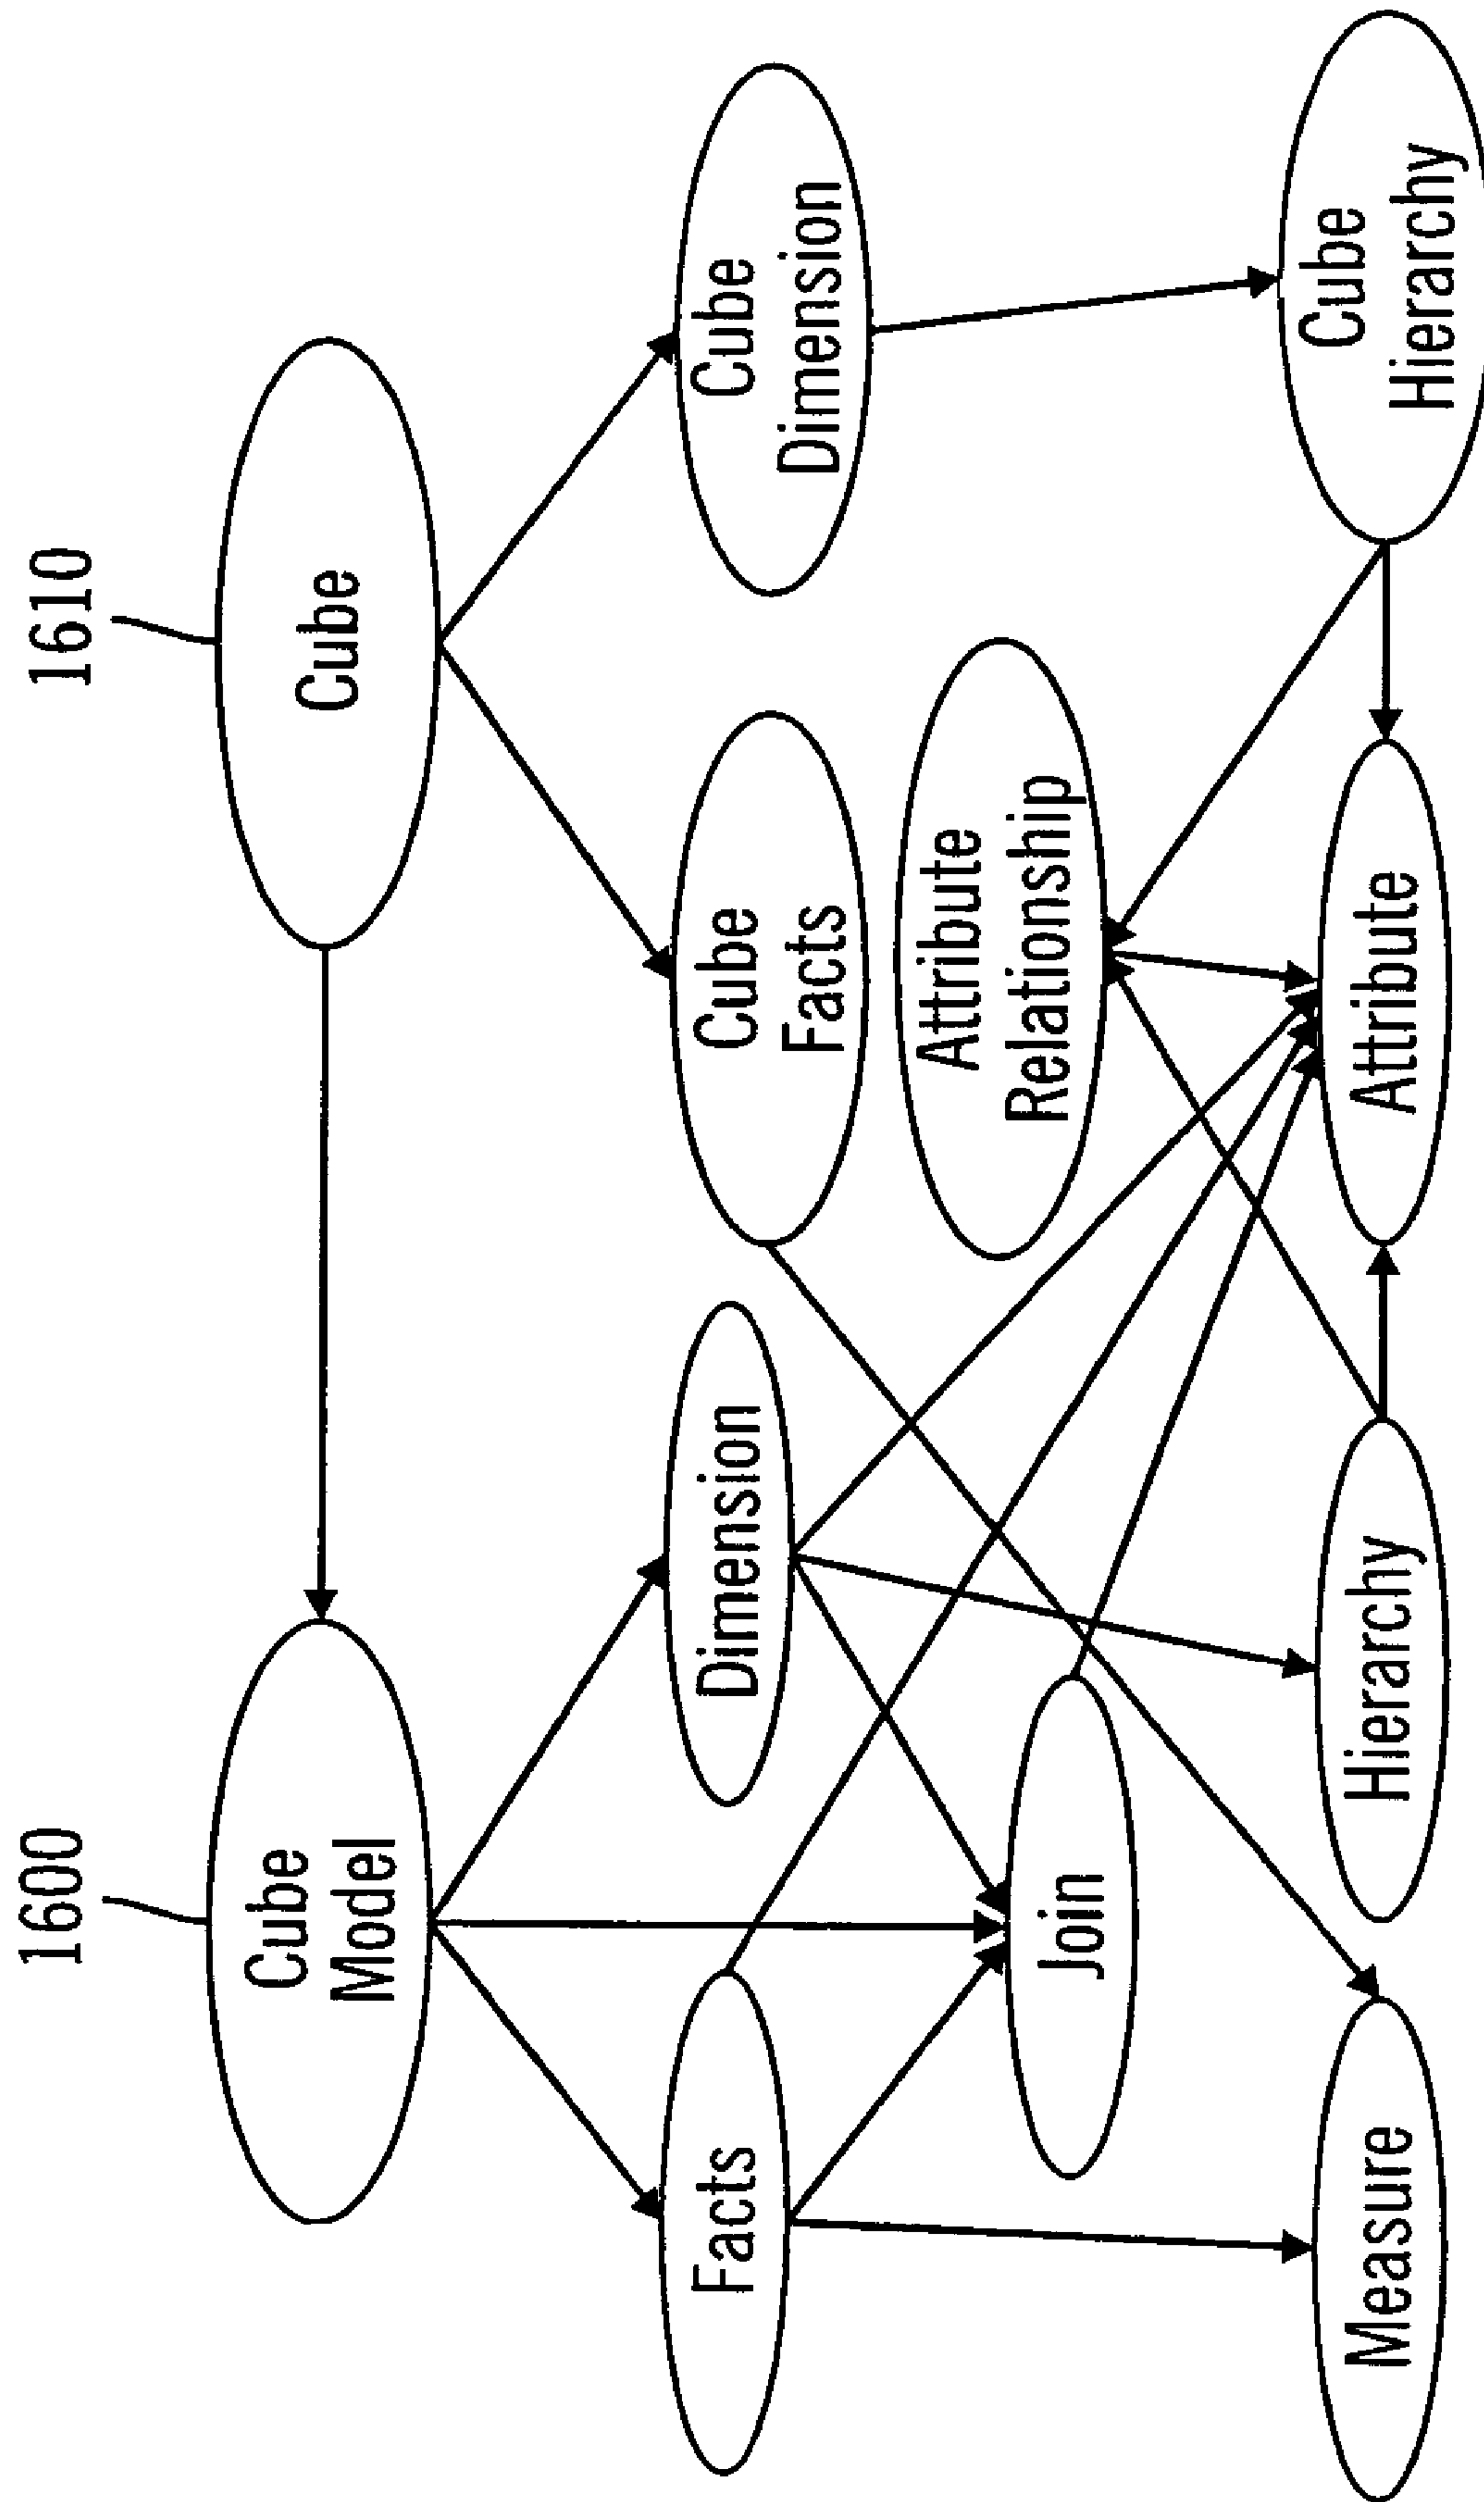 1600
1610
Cube
Model
Cube
Facts
Dimension
Cube
Facts
Cube
Dimension
Attribute
Relationship
Join
Measure
Hierarchy
Attribute
Cube
Hierarchy